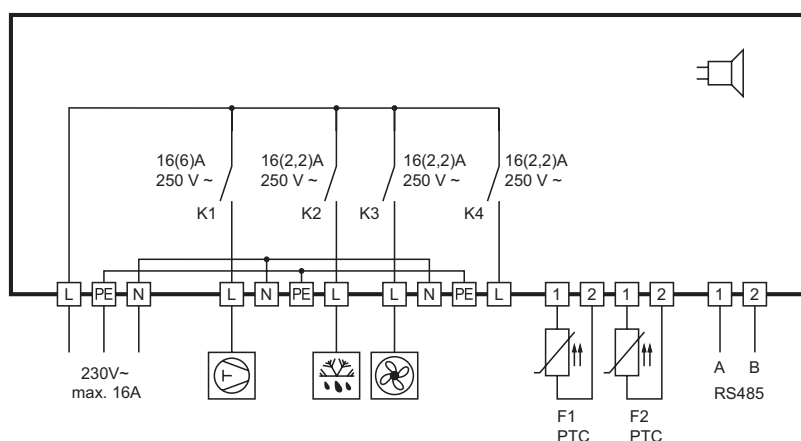 16(6)A 16(2,2)A 16(2,2)A 16(2,2)A
250 V ~ 250 V ~ 250 V ~ 250 V ~
K1 K2 K3 K4
L PE N L N PE L L N PE L 1 2 1 2 1 2
230V~
max. 16A
A B
RS485
F1 F2
PTC PTC